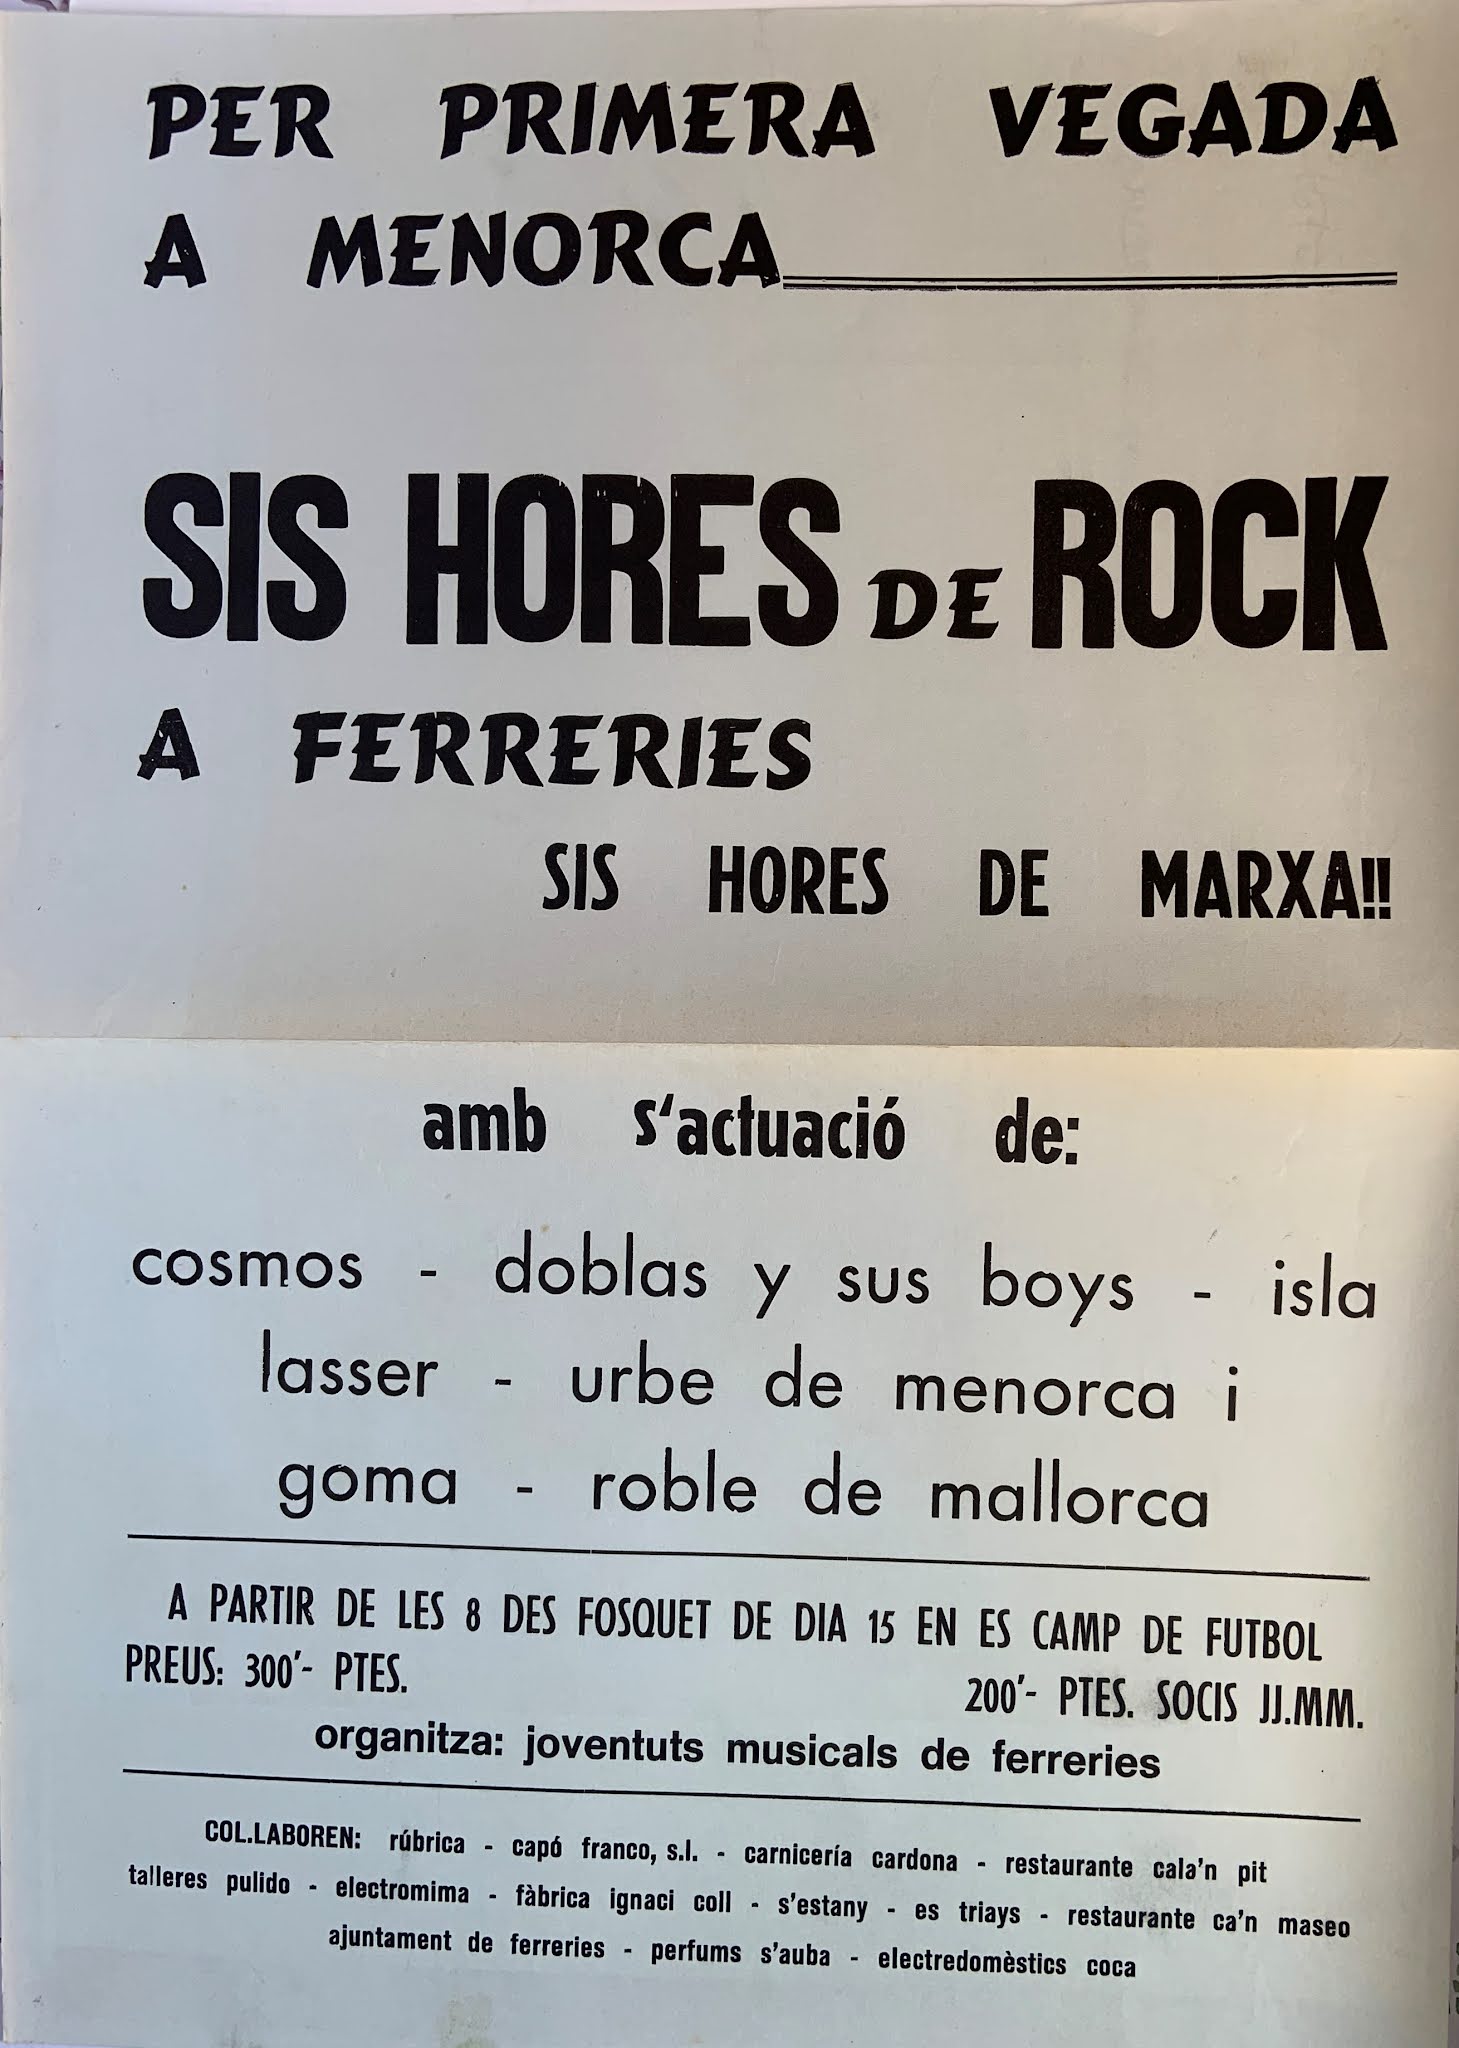 PER PRIMERA VEGADA
A MENORCA
SIS HORES DE ROCK
A FERRERIES
SIS HORES DE MARXA!!
amb s'actuació de:
cosmos - doblas y sus boys - isla
lasser - urbe de menorca i
goma - roble de mallorca
A PARTIR DE LES 8 DES FOSQUET DE DIA 15 EN ES CAMP DE FUTBOL
PREUS: 300'- PTES. 200'- PTES. SOCIS JJ.MM.
organitza: joventuts musicals de ferreries
COL.LABOREN: rúbrica - capó franco, s.l. - carnicería cardona - restaurante cala'n pit
talleres pulido - electromima - fàbrica ignaci coll - s'estany - es triays - restaurante ca'n maseo
ajuntament de ferreries - perfums s'auba - electredomèstics coca